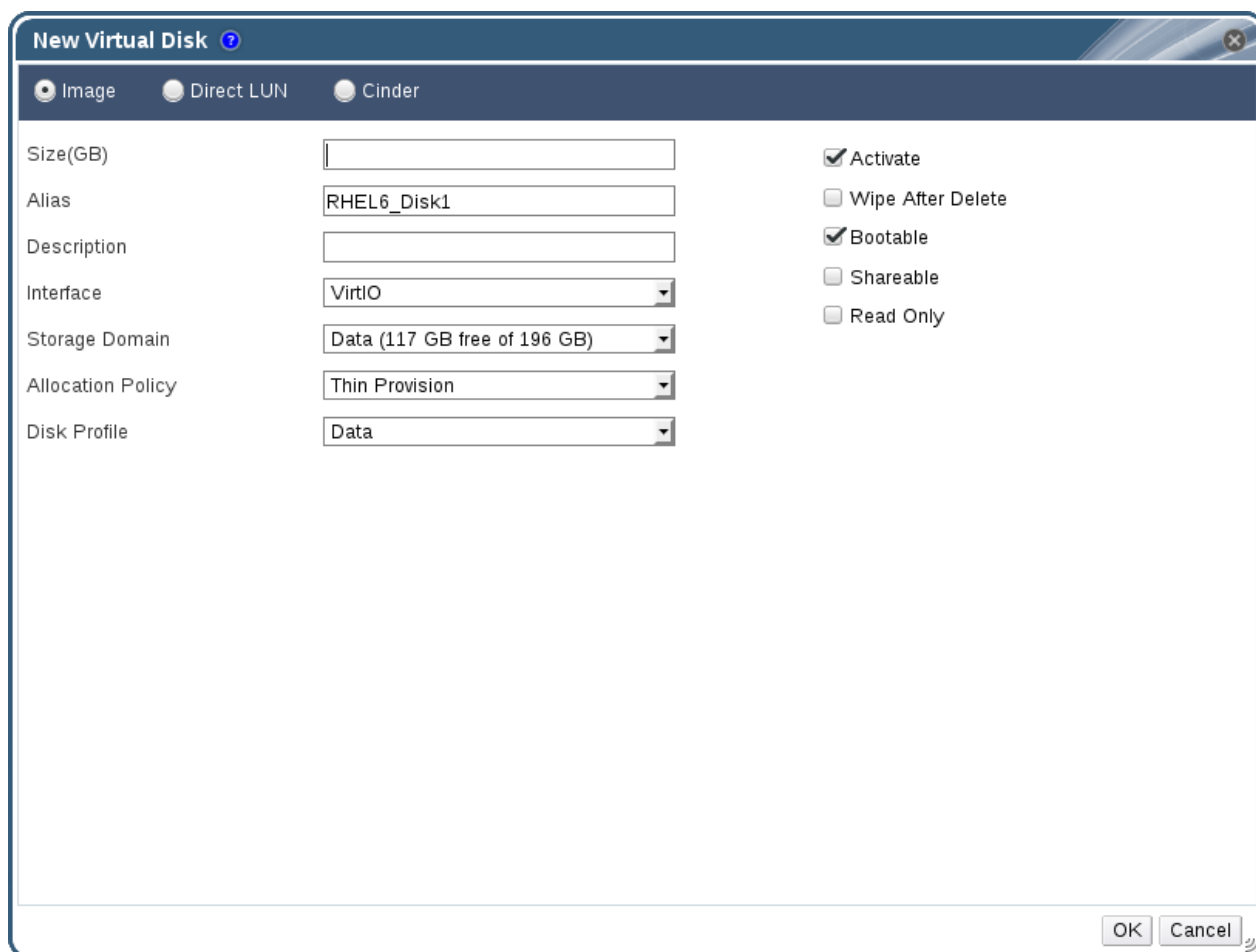 New Virtual Disk ?
Image Direct LUN Cinder
Size(GB)
Alias RHEL6_Disk1
Description
Interface VirtIO
Storage Domain Data (117 GB free of 196 GB)
Allocation Policy Thin Provision
Disk Profile Data
Activate
Wipe After Delete
Bootable
Shareable
Read Only
OK Cancel